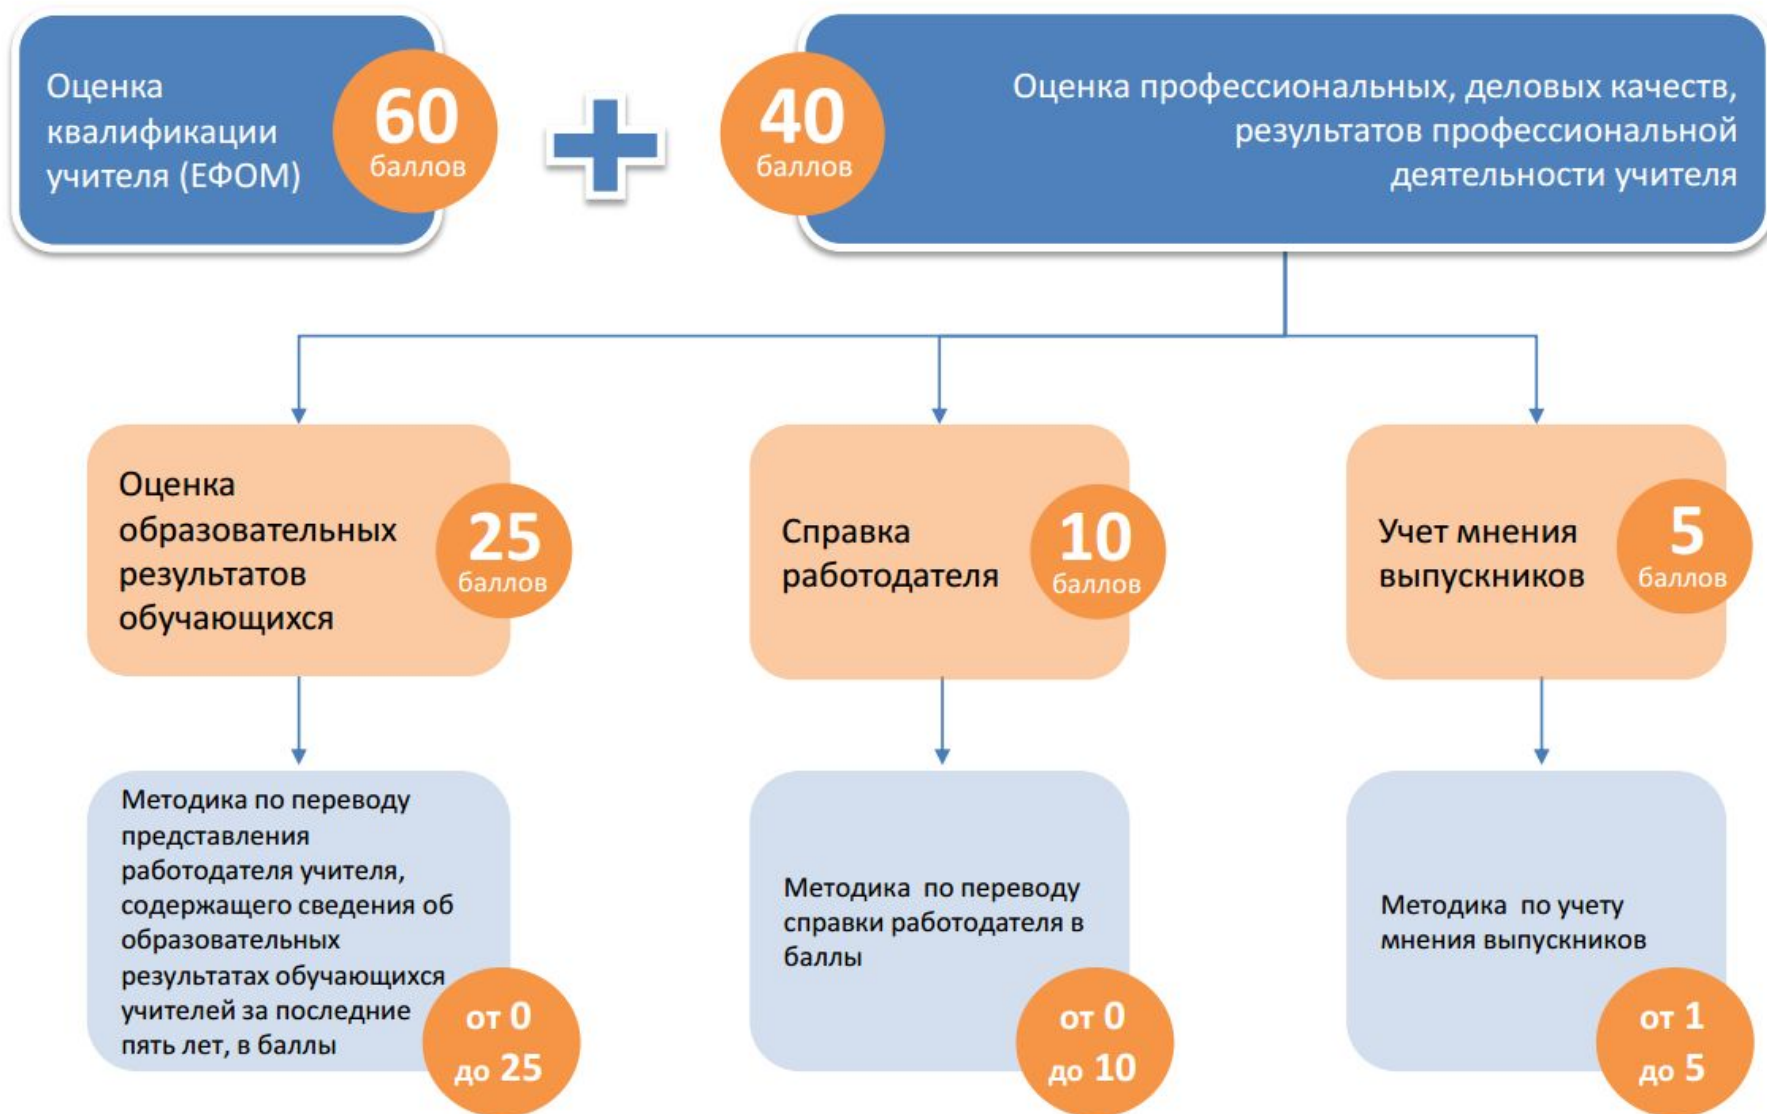 Оценка
квалификации
учителя (ЕФОМ)
60
баллов
40
баллов
Оценка профессиональных, деловых качеств,
результатов профессиональной
деятельности учителя
Оценка
образовательных
результатов
обучающихся
25
баллов
Справка
работодателя
10
баллов
Учет мнения
выпускников
5
баллов
Методика по переводу
представления
работодателя учителя,
содержащего сведения об
образовательных
результатах обучающихся
учителей за последние
пять лет, в баллы
от 0
до 25
Методика по переводу
справки работодателя в
баллы
от 0
до 10
Методика по учету
мнения выпускников
от 1
до 5